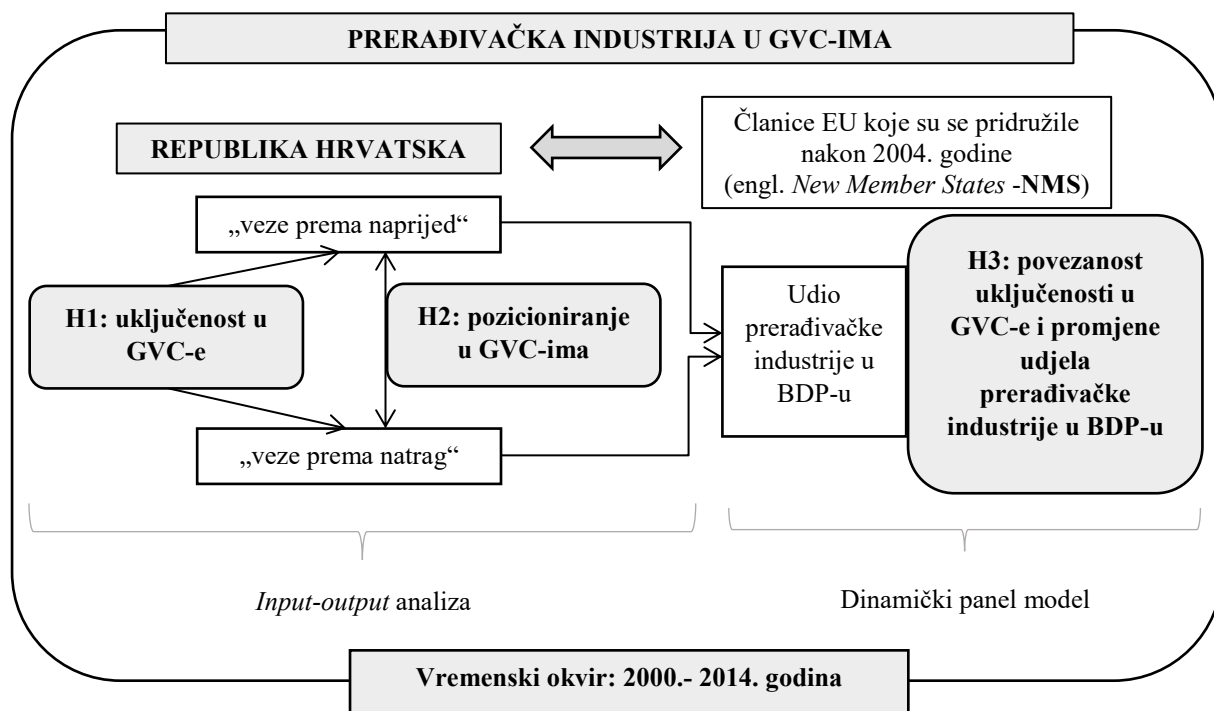 PRERAĐIVAČKA INDUSTRIJA U GVC-IMA
REPUBLIKA HRVATSKA
Članice EU koje su se pridružile
nakon 2004. godine
(engl. New Member States -NMS)
„veze prema naprijed“
H1: uključenost u
GVC-e
H2: pozicioniranje
u GVC-ima
„veze prema natrag“
Udio
prerađivačke
industrije u
BDP-u
H3: povezanost
uključenosti u
GVC-e i promjene
udjela
prerađivačke
industrije u BDP-u
Input-output analiza
Dinamički panel model
Vremenski okvir: 2000.- 2014. godina